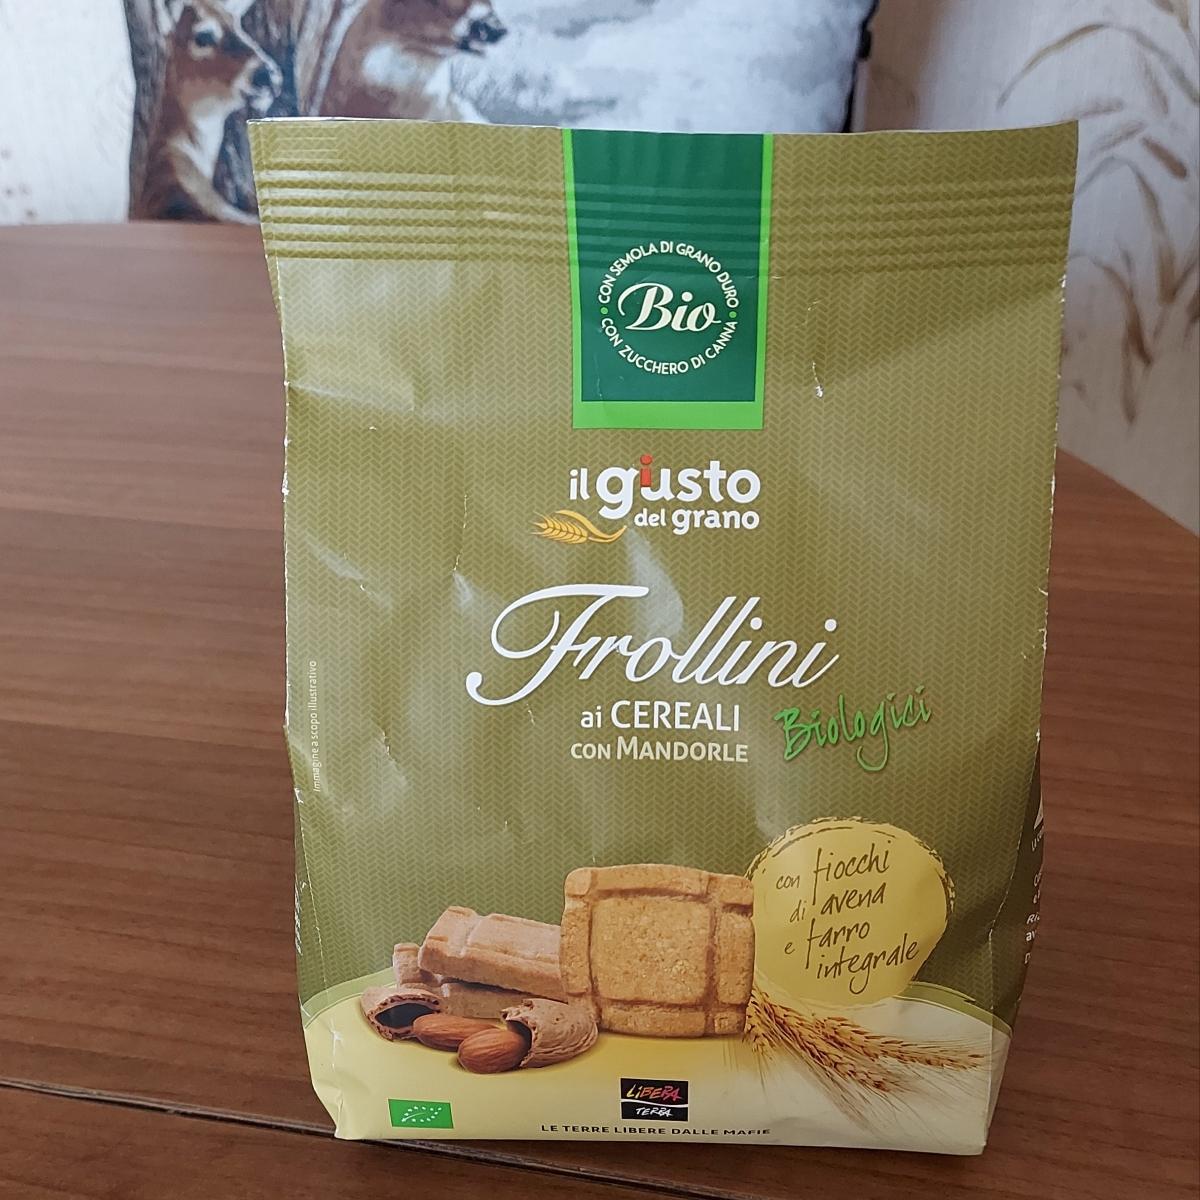 CON SEMOLA DI GRANO DURO
Bio
CON ZUCCHERO DI CANNA
il giusto
del grano
Frollini
ai CEREALI
CON MANDORLE
Biologici
Immagine a scopo illustrativo
con fiocchi
di avena
e farro
integrale
LiBERA
TERRA
LE TERRE LIBERE DALLE MAFIE